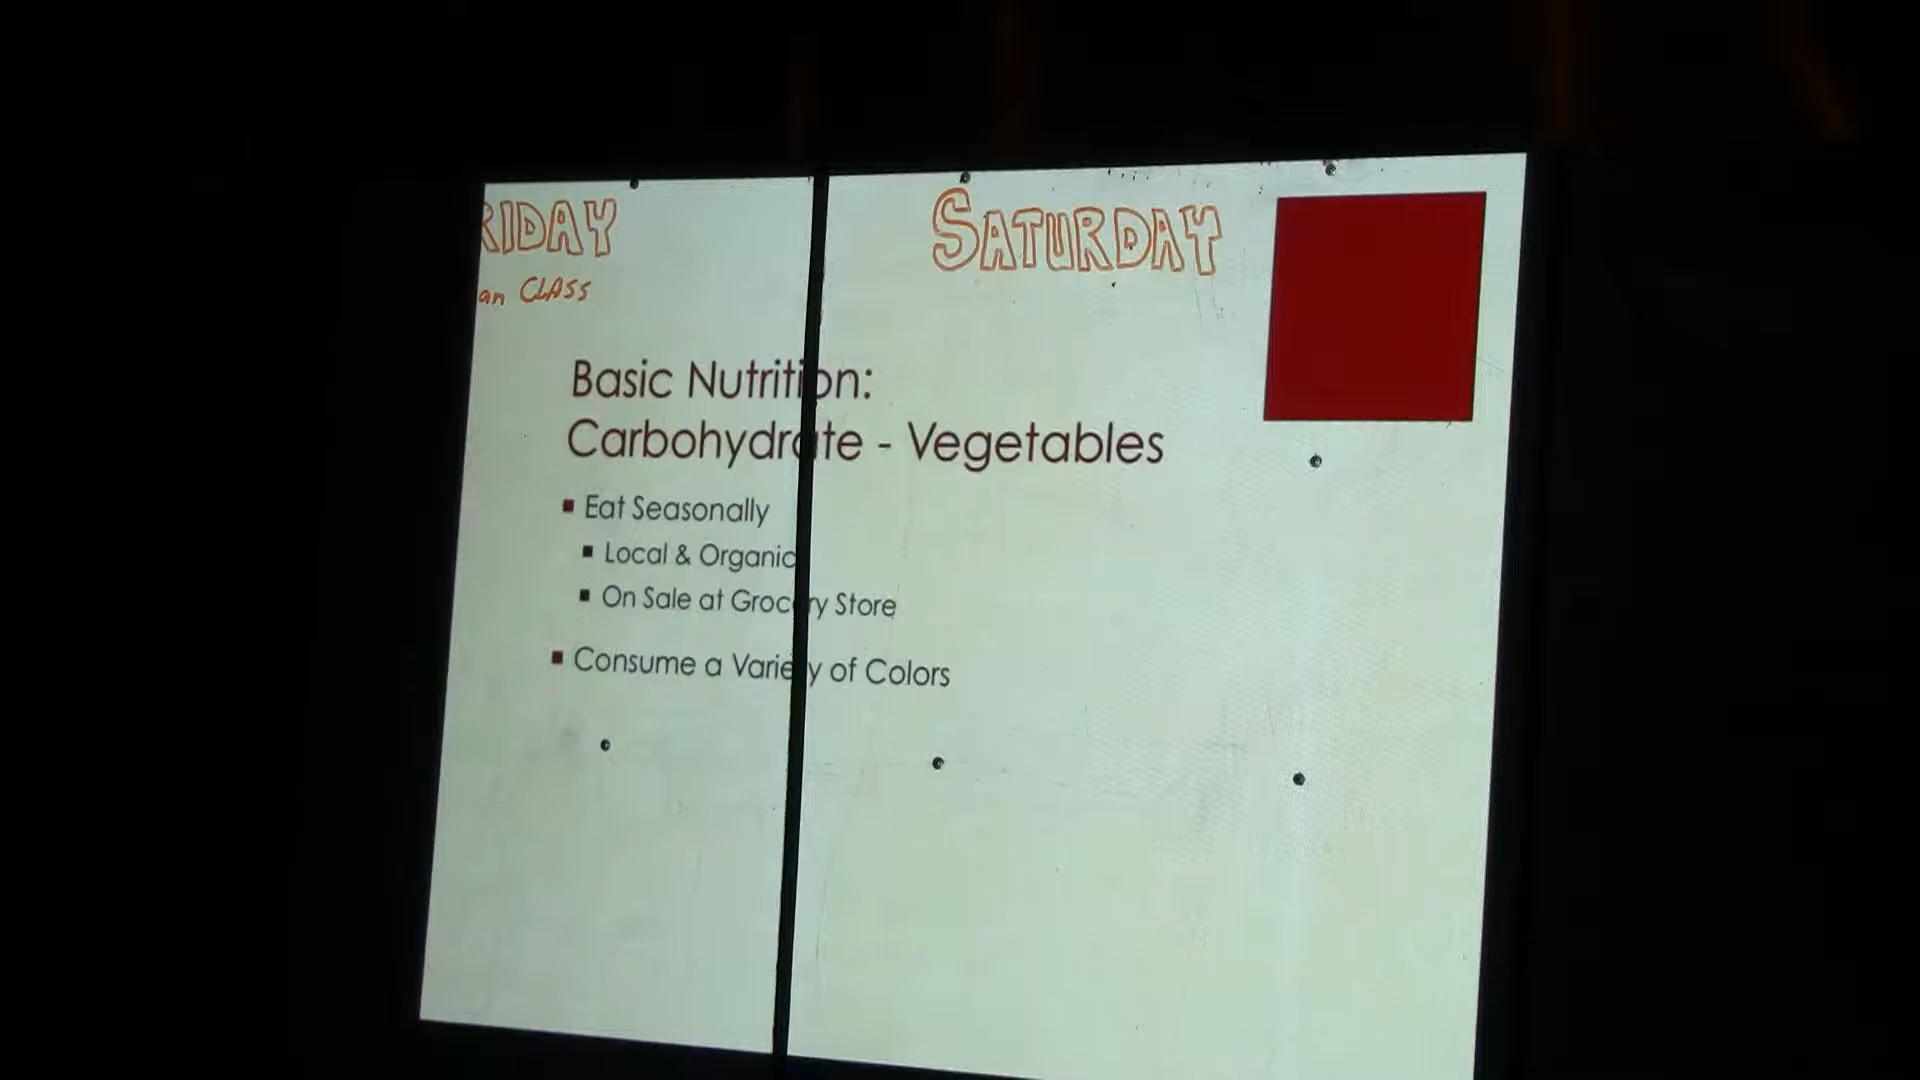 RIDAY
SATURDAY
an CLASS
Basic Nutrition:
Carbohydrate - Vegetables
Eat Seasonally
Local & Organic
On Sale at Grocery Store
Consume a Variety of Colors